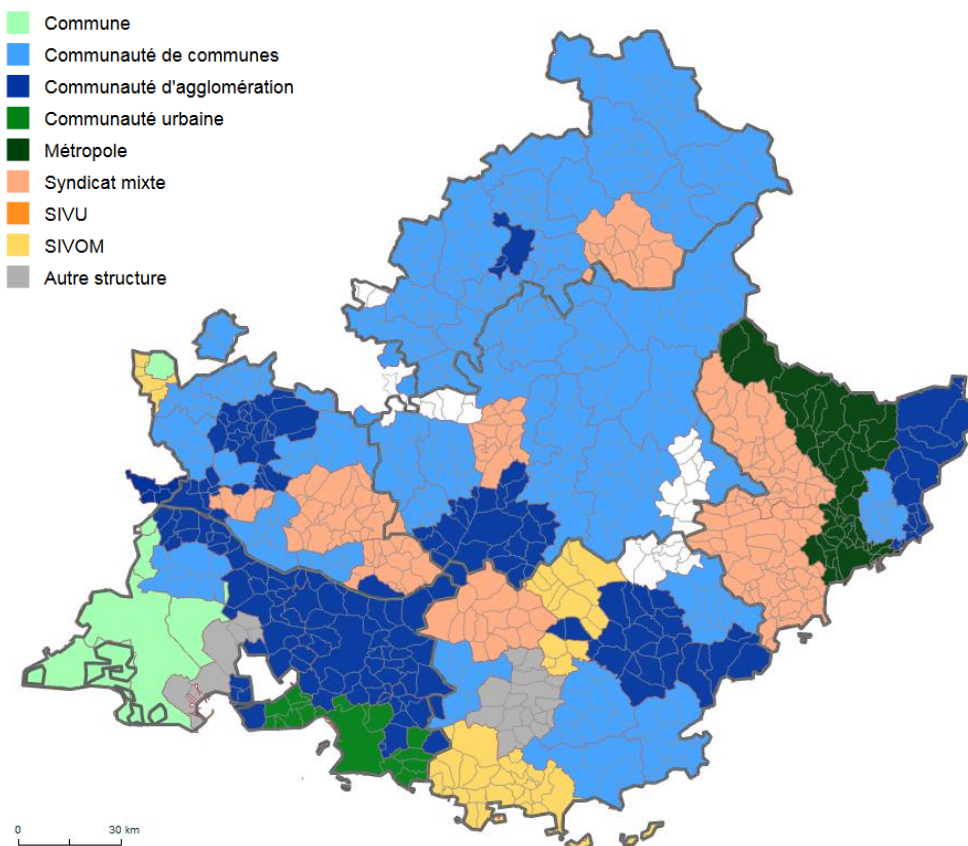 Commune
Communauté de communes
Communauté d'agglomération
Communauté urbaine
Métropole
Syndicat mixte
SIVU
SIVOM
Autre structure
0 30 km